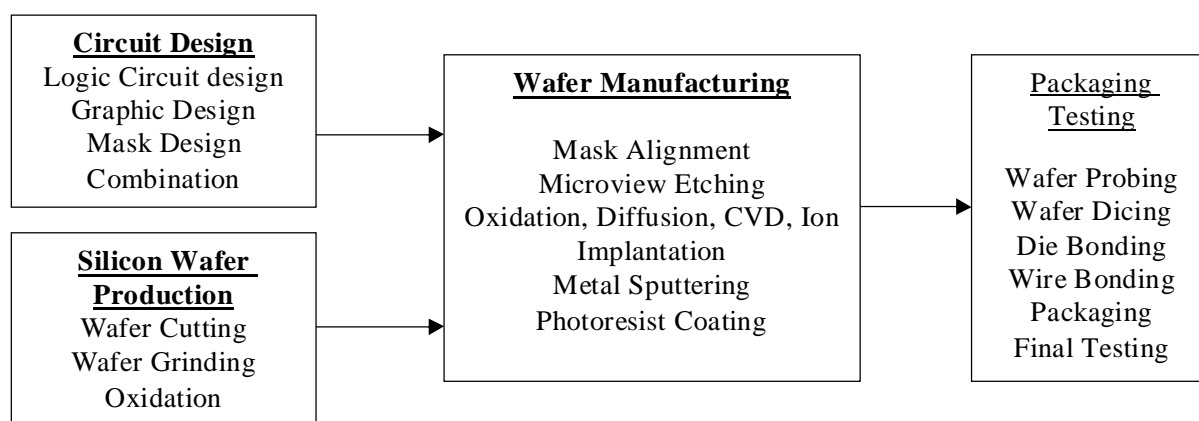 Circuit Design
Logic Circuit design
Graphic Design
Mask Design
Combination
Silicon Wafer
Production
Wafer Cutting
Wafer Grinding
Oxidation
Wafer Manufacturing
Mask Alignment
Microview Etching
Oxidation, Diffusion, CVD, Ion
Implantation
Metal Sputtering
Photoresist Coating
Packaging
Testing
Wafer Probing
Wafer Dicing
Die Bonding
Wire Bonding
Packaging
Final Testing